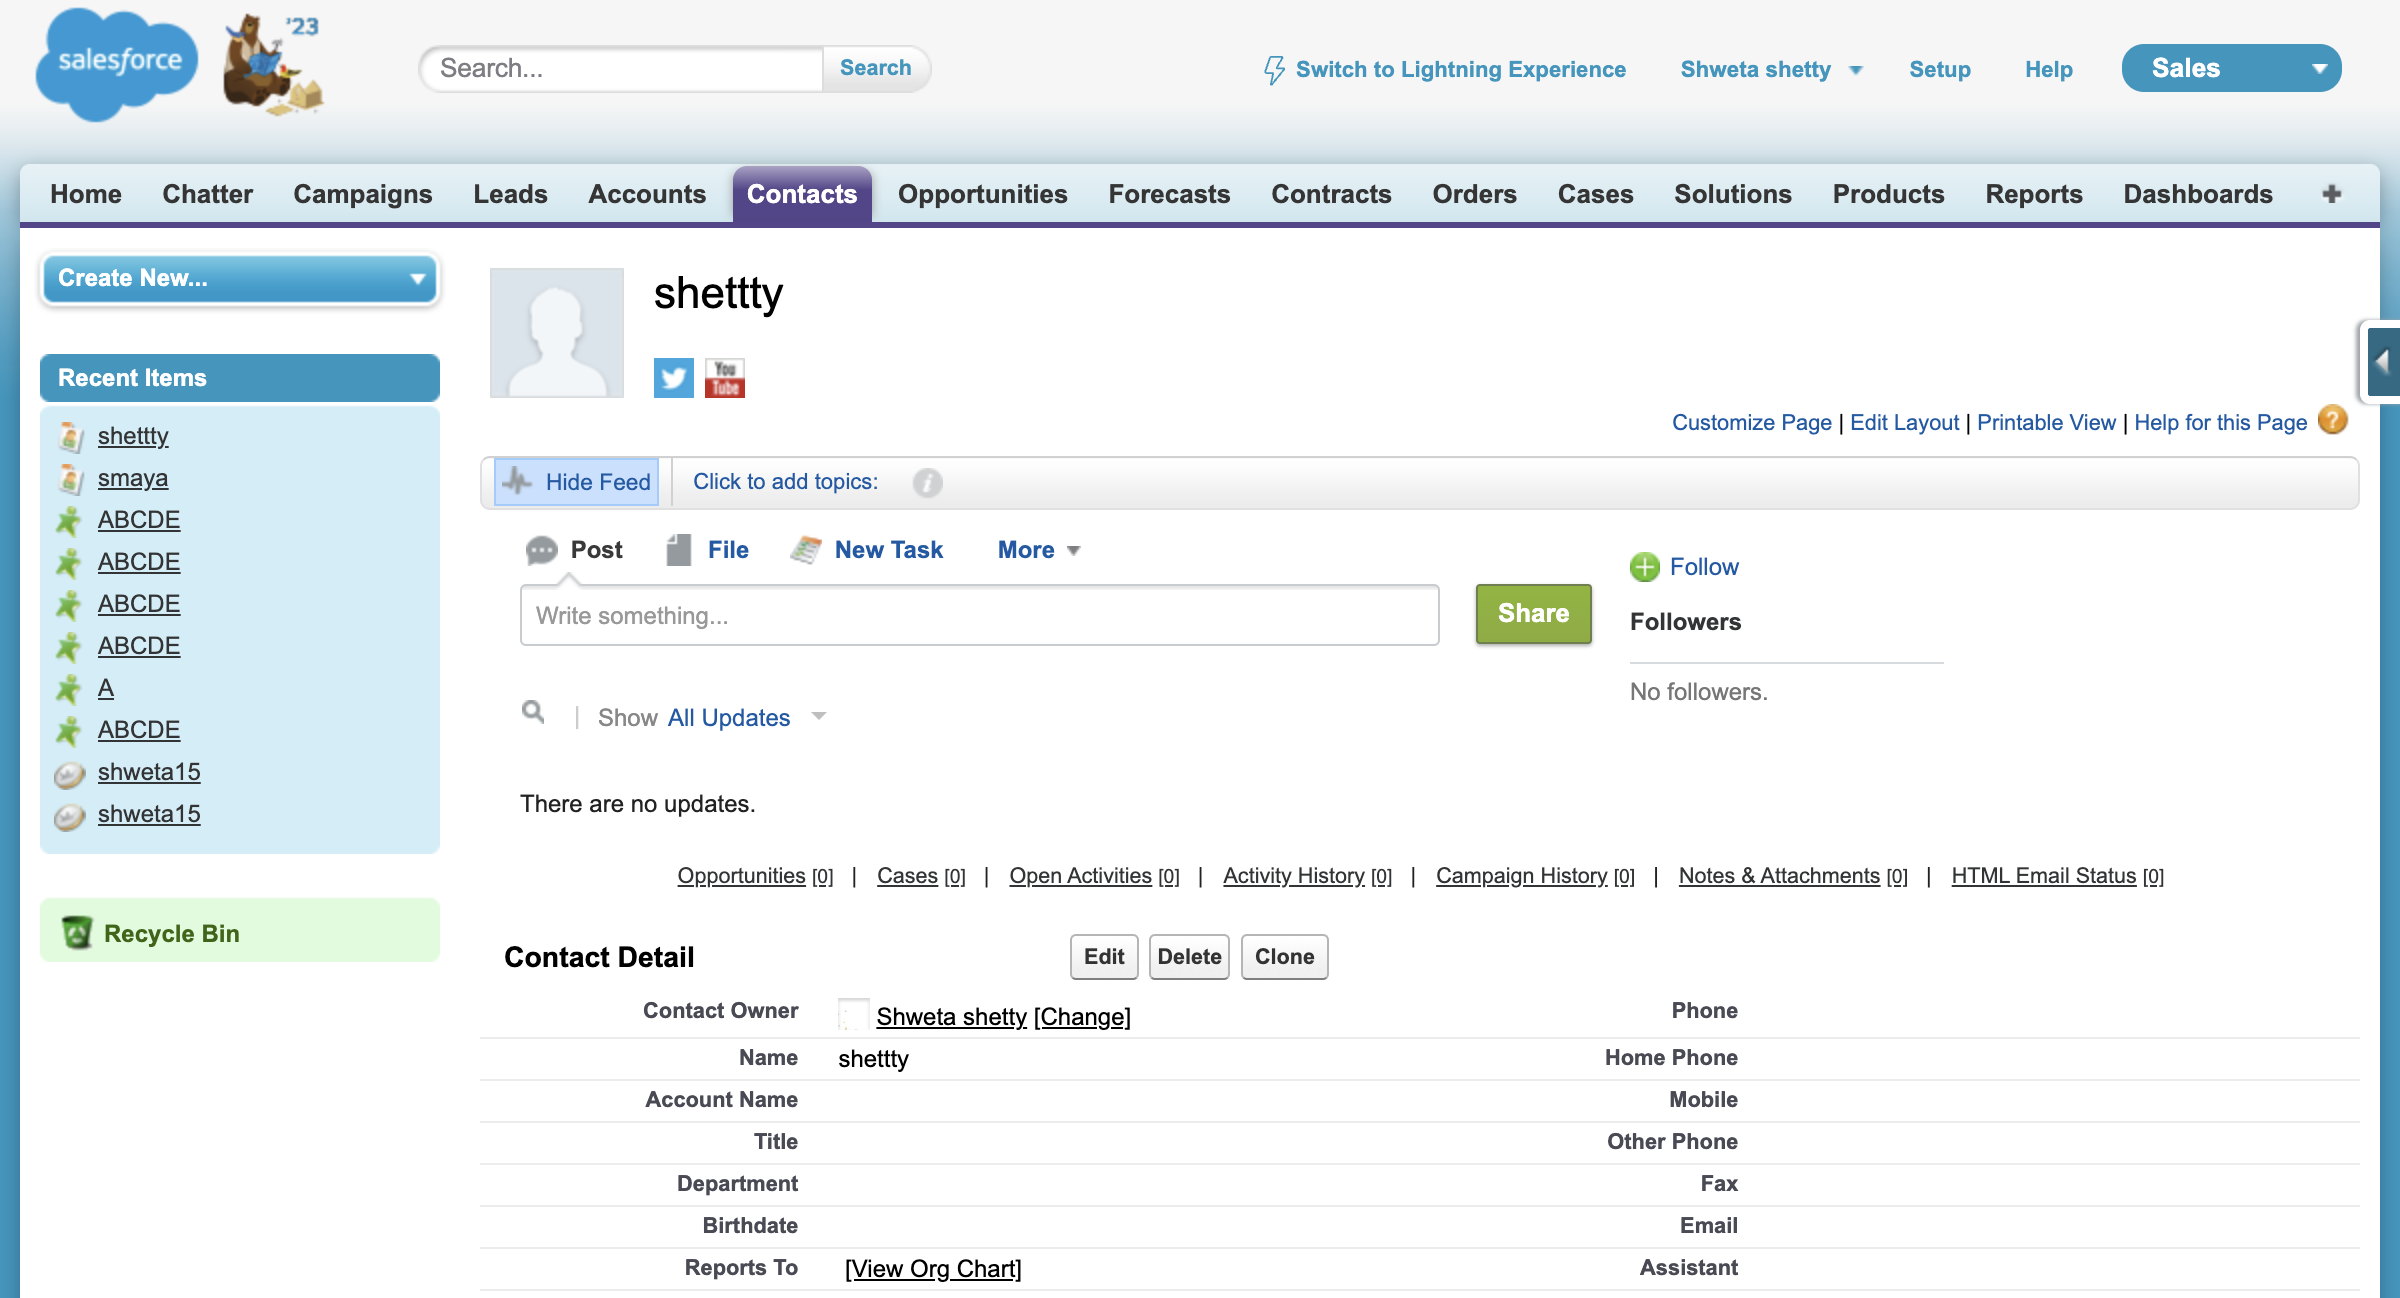 salesforce
'23
Search...
Search
Switch to Lightning Experience
Shweta shetty
Setup
Help
Sales
Home Chatter Campaigns Leads Accounts Contacts Opportunities Forecasts Contracts Orders Cases Solutions Products Reports Dashboards +
Create New...
Recent Items
shettty
smaya
ABCDE
ABCDE
ABCDE
ABCDE
A
ABCDE
shweta15
shweta15
Recycle Bin
shettty
You
Tube
Customize Page | Edit Layout | Printable View | Help for this Page ?
Hide Feed
Click to add topics: i
Post File New Task More
Write something...
Share
Follow
Followers
No followers.
| Show All Updates
There are no updates.
Opportunities [0] | Cases [0] | Open Activities [0] | Activity History [0] | Campaign History [0] | Notes & Attachments [0] | HTML Email Status [0]
Contact Detail
Edit Delete Clone
Contact Owner Shweta shetty [Change] Phone
Name shettty Home Phone
Account Name Mobile
Title Other Phone
Department Fax
Birthdate Email
Reports To [View Org Chart] Assistant